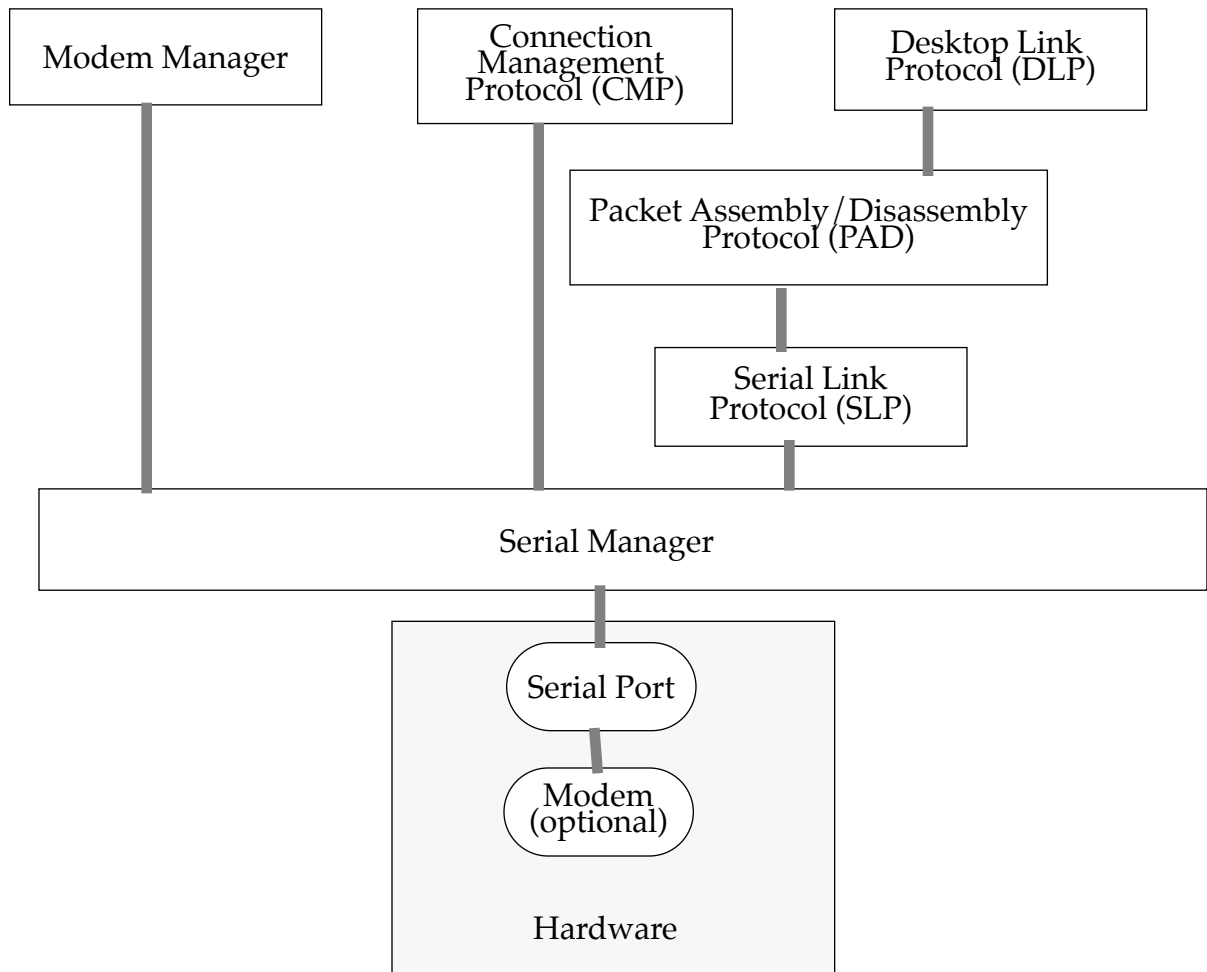 Modem Manager
Connection
Management
Protocol (CMP)
Desktop Link
Protocol (DLP)
Packet Assembly/Disassembly
Protocol (PAD)
Serial Link
Protocol (SLP)
Serial Manager
Serial Port
Modem
(optional)
Hardware